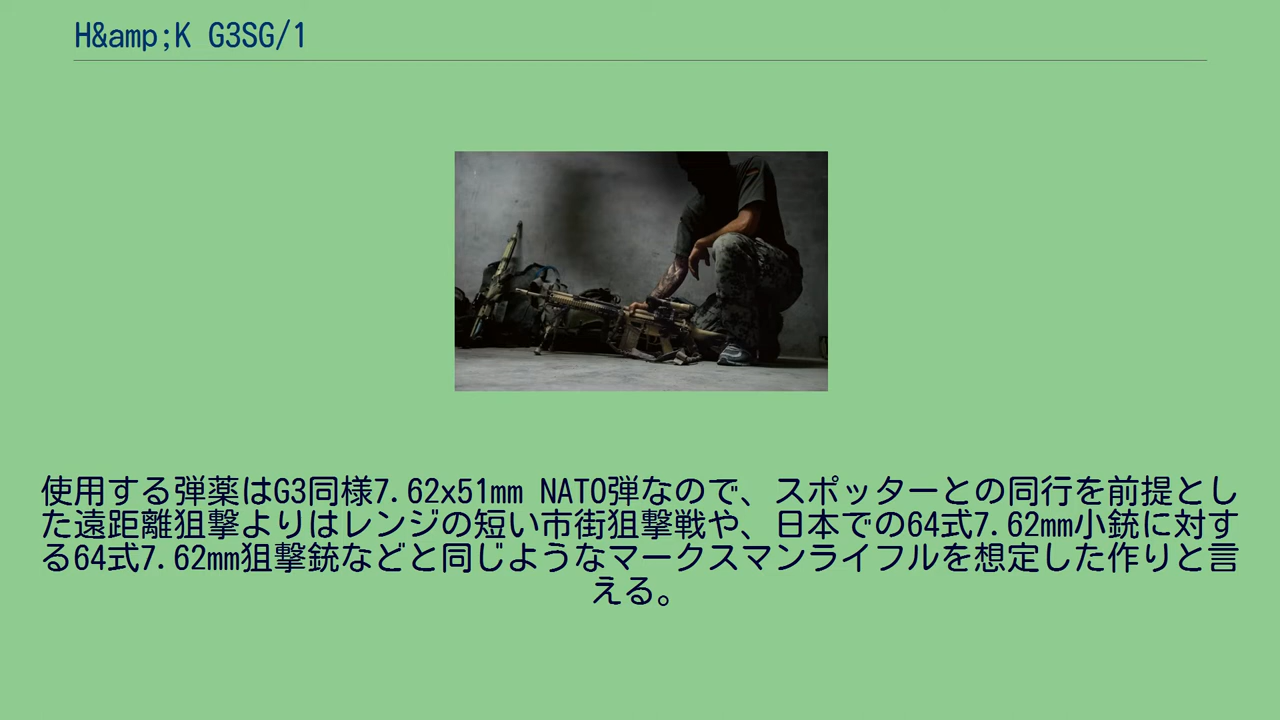 H&amp;K G3SG/1
使用する弾薬はG3同様7.62x51mm NATO弾なので、スポッターとの同行を前提とし
た遠距離狙撃よりはレンジの短い市街狙撃戦や、日本での64式7.62mm小銃に対す
る64式7.62mm狙撃銃などと同じようなマークスマンライフルを想定した作りと言
える。